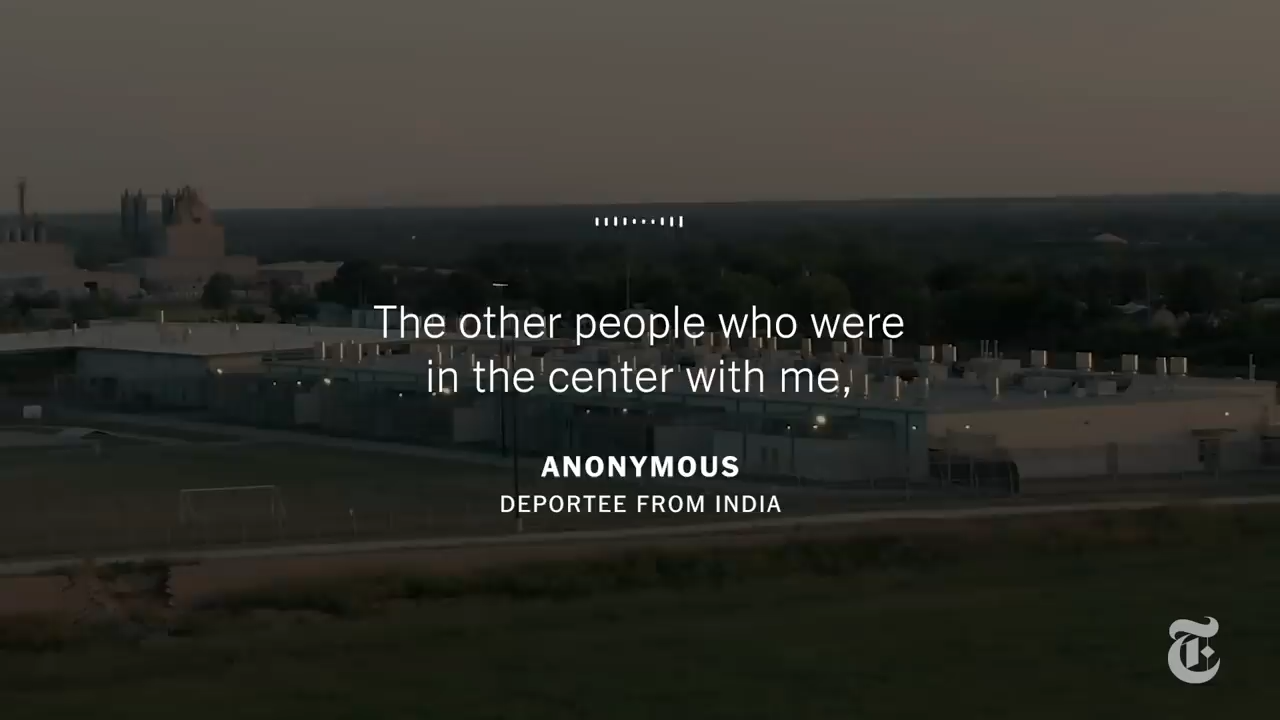 The other people who were
in the center with me,
ANONYMOUS
DEPORTEE FROM INDIA